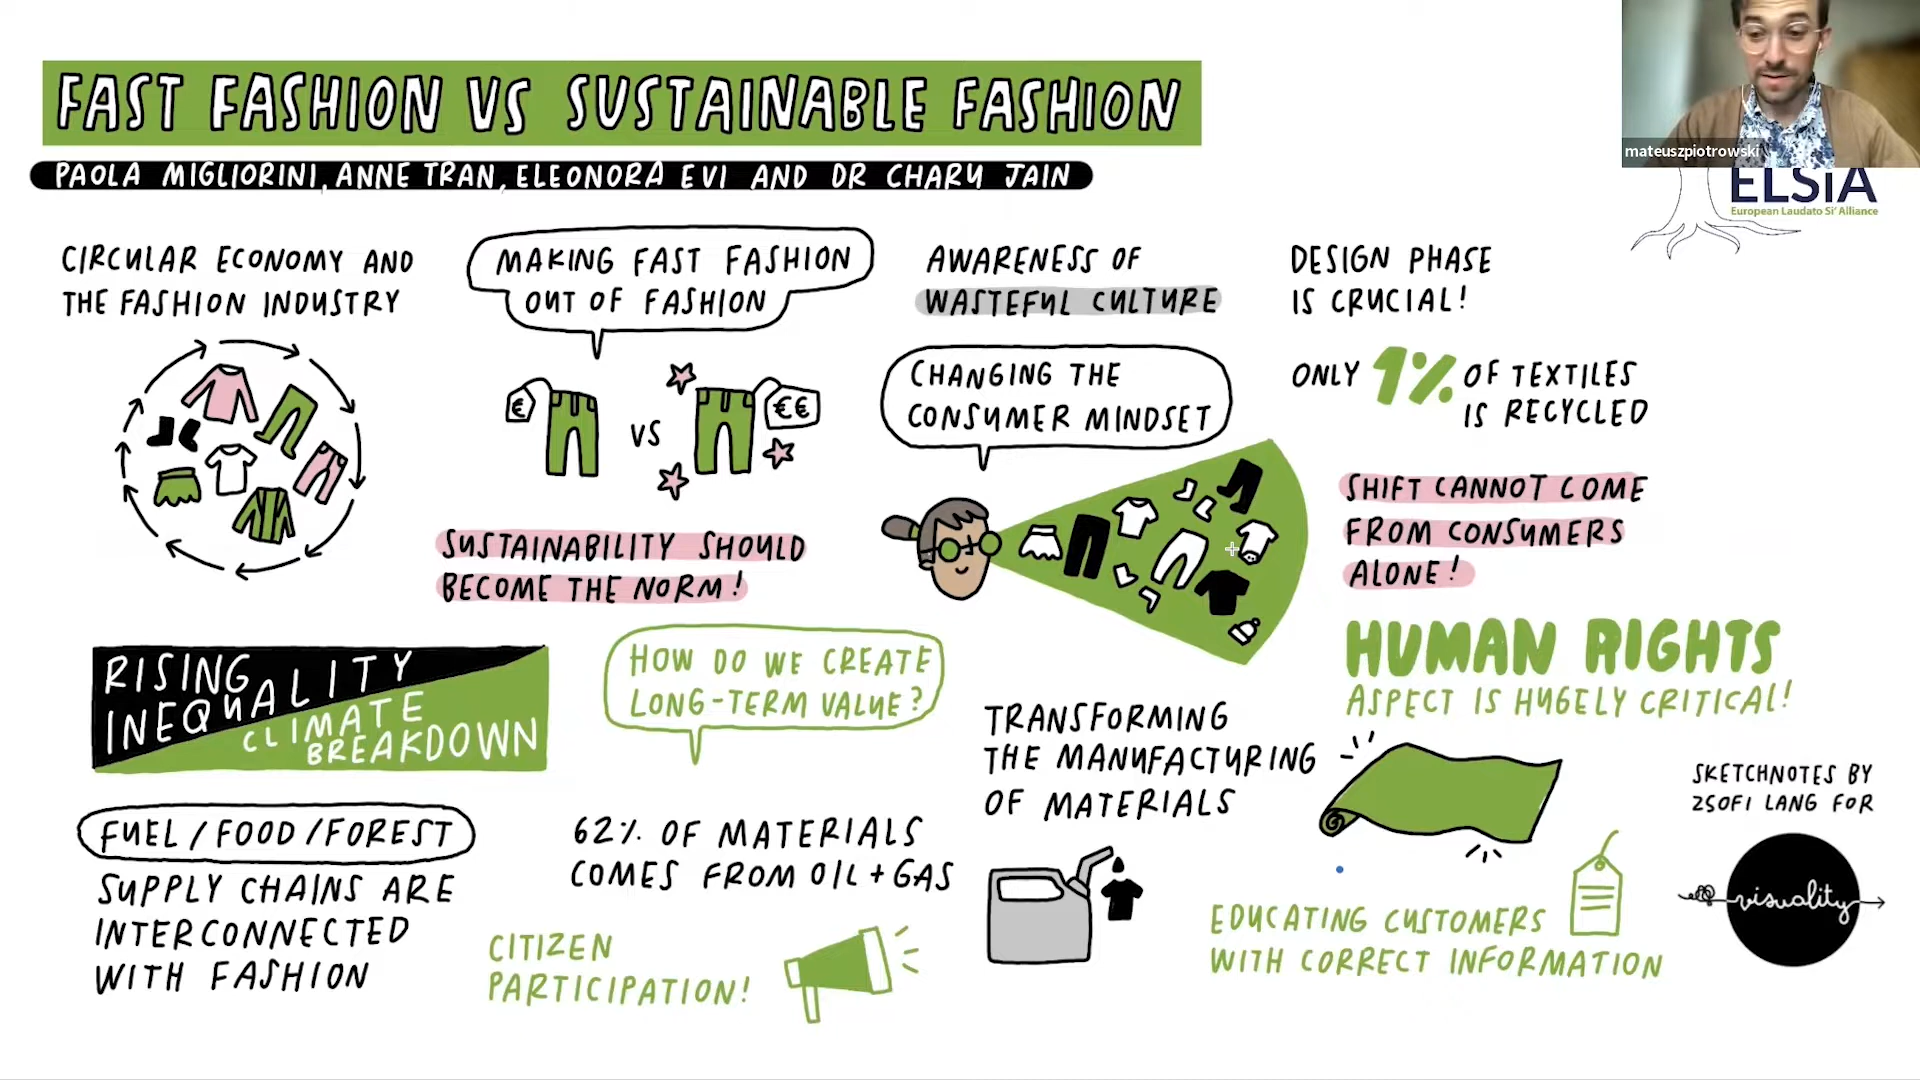 FAST FASHION VS SUSTAINABLE FASHION
PAOLA MIGLIORINI, ANNE TRAN, ELEONORA EVI AND DR CHARU JAIN
mateuszpiotrowski
ELSiA
European Laudato Si' Alliance
CIRCULAR ECONOMY AND
THE FASHION INDUSTRY
MAKING FAST FASHION
OUT OF FASHION
€
VS
€€
SUSTAINABILITY SHOULD
BECOME THE NORM!
AWARENESS OF
WASTEFUL CULTURE
CHANGING THE
CONSUMER MINDSET
DESIGN PHASE
IS CRUCIAL!
ONLY 1% OF TEXTILES
IS RECYCLED
SHIFT CANNOT COME
FROM CONSUMERS
ALONE!
HUMAN RIGHTS
ASPECT IS HUGELY CRITICAL!
RISING
INEQUALITY
CLIMATE
BREAKDOWN
HOW DO WE CREATE
LONG-TERM VALUE?
TRANSFORMING
THE MANUFACTURING
OF MATERIALS
FUEL/FOOD/FOREST
SUPPLY CHAINS ARE
INTERCONNECTED
WITH FASHION
62% OF MATERIALS
COMES FROM OIL+GAS
CITIZEN
PARTICIPATION!
EDUCATING CUSTOMERS
WITH CORRECT INFORMATION
SKETCHNOTES BY
ZSOFI LANG FOR
visuality